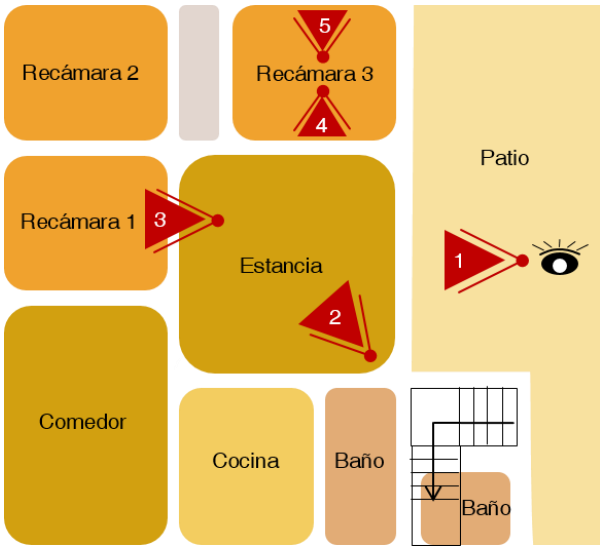 Recámara 2
5
Recámara 3
4
Patio
Recámara 1
3
Estancia
1
2
Comedor
Cocina
Baño
Baño